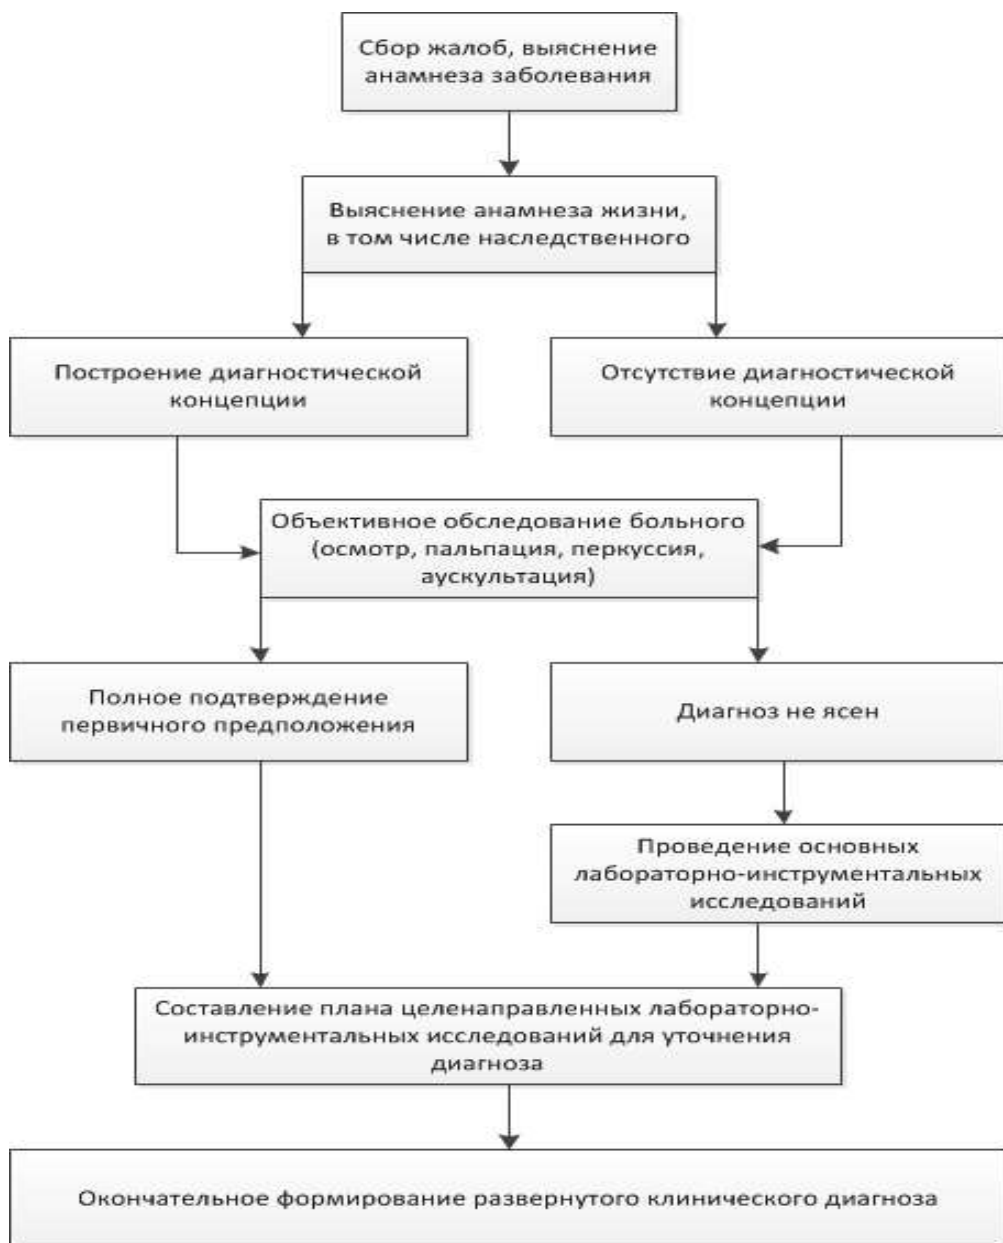 Сбор жалоб, выяснение
анамнеза заболевания
Выяснение анамнеза жизни,
в том числе наследственного
Построение диагностической
концепции
Отсутствие диагностической
концепции
Объективное обследование больного
(осмотр, пальпация, перкуссия,
аускультация)
Полное подтверждение
первичного предположения
Диагноз не ясен
Проведение основных
лабораторно-инструментальных
исследований
Составление плана целенаправленных лабораторно-
инструментальных исследований для уточнения
диагноза
Окончательное формирование развернутого клинического диагноза